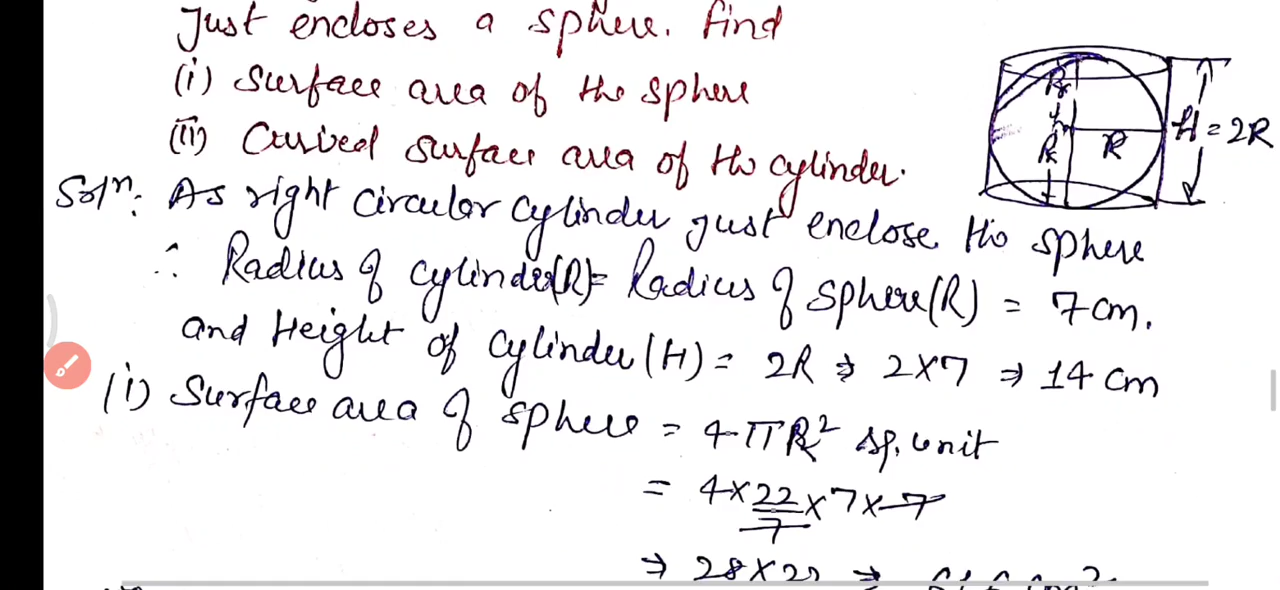 Just encloses a sphere. find
(i) Surface area of the sphere
(ii) Curved surface area of the cylinder.
R
R
R
H = 2R
Solⁿ: As right circular cylinder just enclose the sphere
∴ Radius of cylinder(R) = Radius of sphere(R) = 7 cm.
and Height of cylinder (H) = 2R ⇒ 2×7 ⇒ 14 cm
(i) Surface area of sphere = 4πR² sq. unit
= 4×22/7×7×7
⇒ 28×22 ⇒